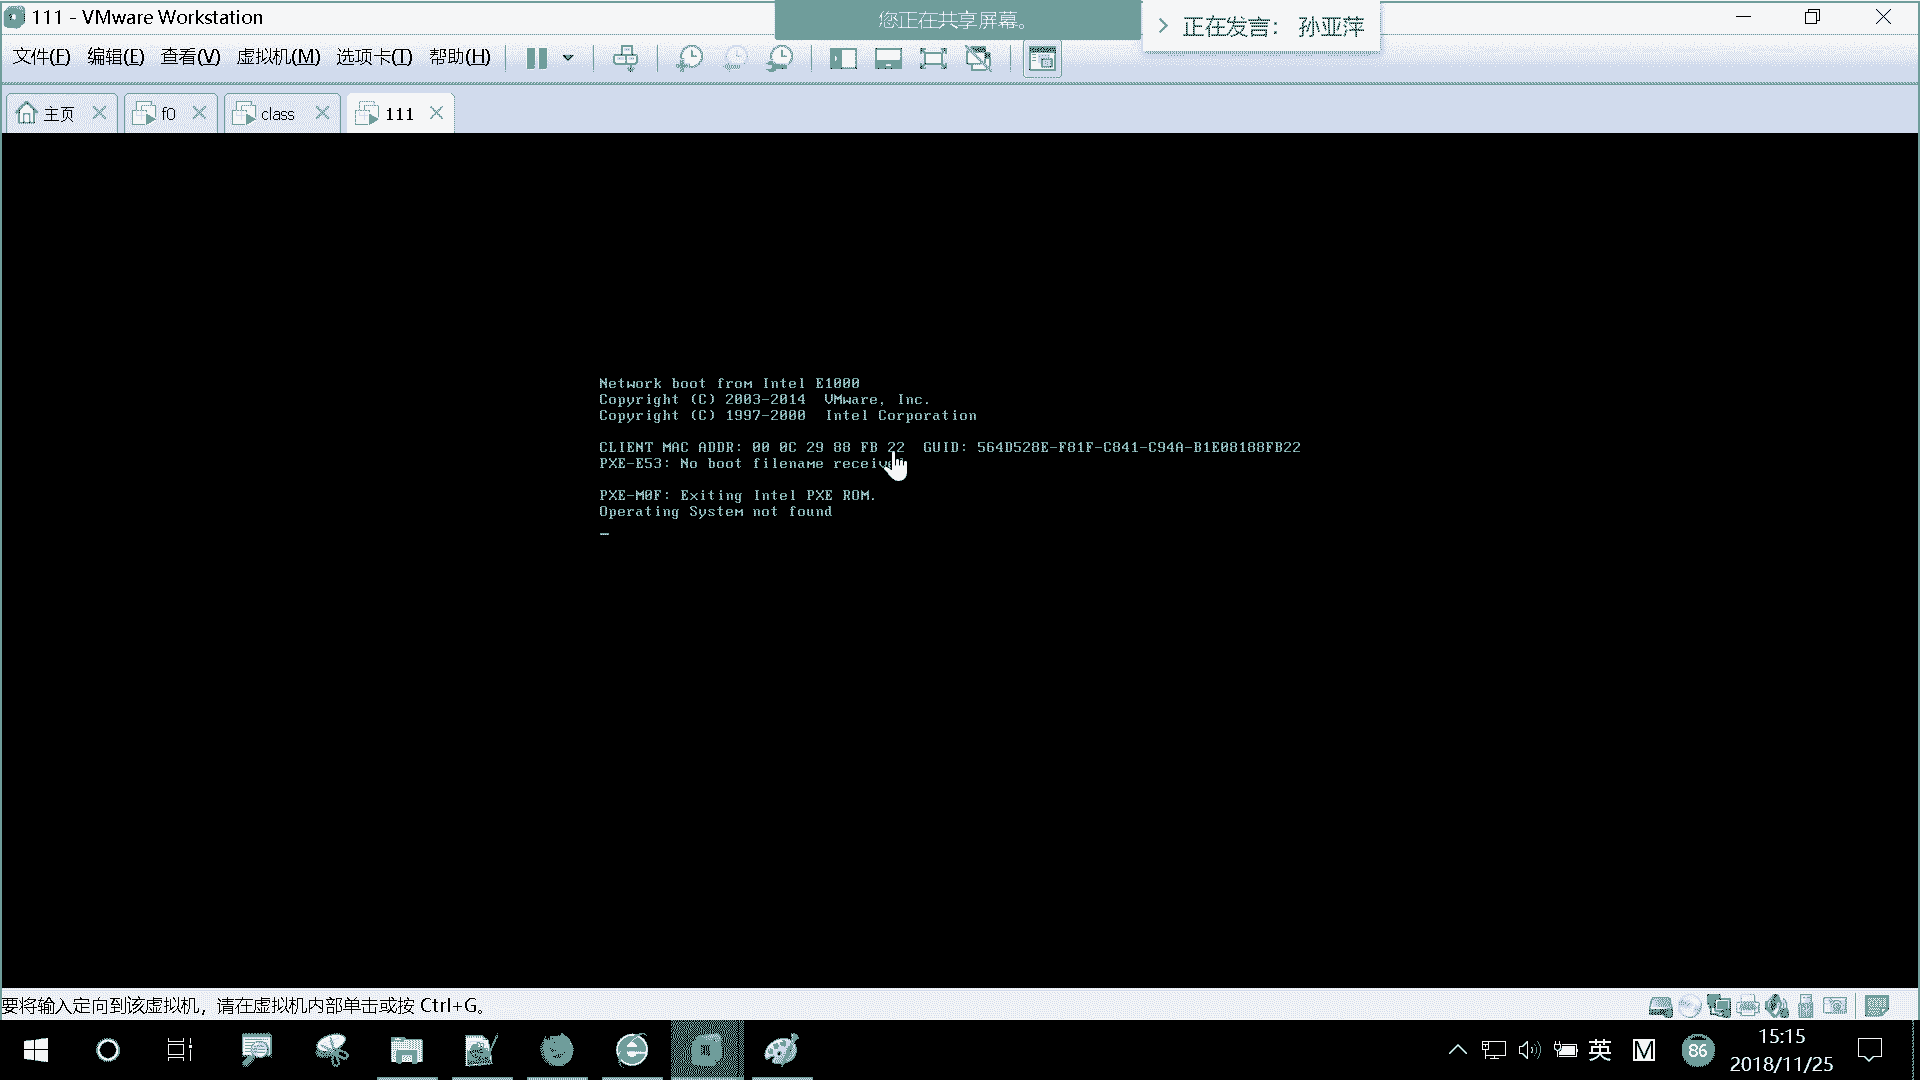 111 - VMware Workstation
您正在共享屏幕。
正在发言： 孙亚萍
文件(F) 编辑(E) 查看(V) 虚拟机(M) 选项卡(T) 帮助(H)
主页 f0 class 111
Network boot from Intel E1000
Copyright (C) 2003-2014 VMware, Inc.
Copyright (C) 1997-2000 Intel Corporation
CLIENT MAC ADDR: 00 0C 29 88 FB 22 GUID: 564D528E-F81F-C841-C94A-B1E08188FB22
PXE-E53: No boot filename received
PXE-M0F: Exiting Intel PXE ROM.
Operating System not found
要将输入定向到该虚拟机，请在虚拟机内部单击或按 Ctrl+G。
英 M 86 15:15
2018/11/25